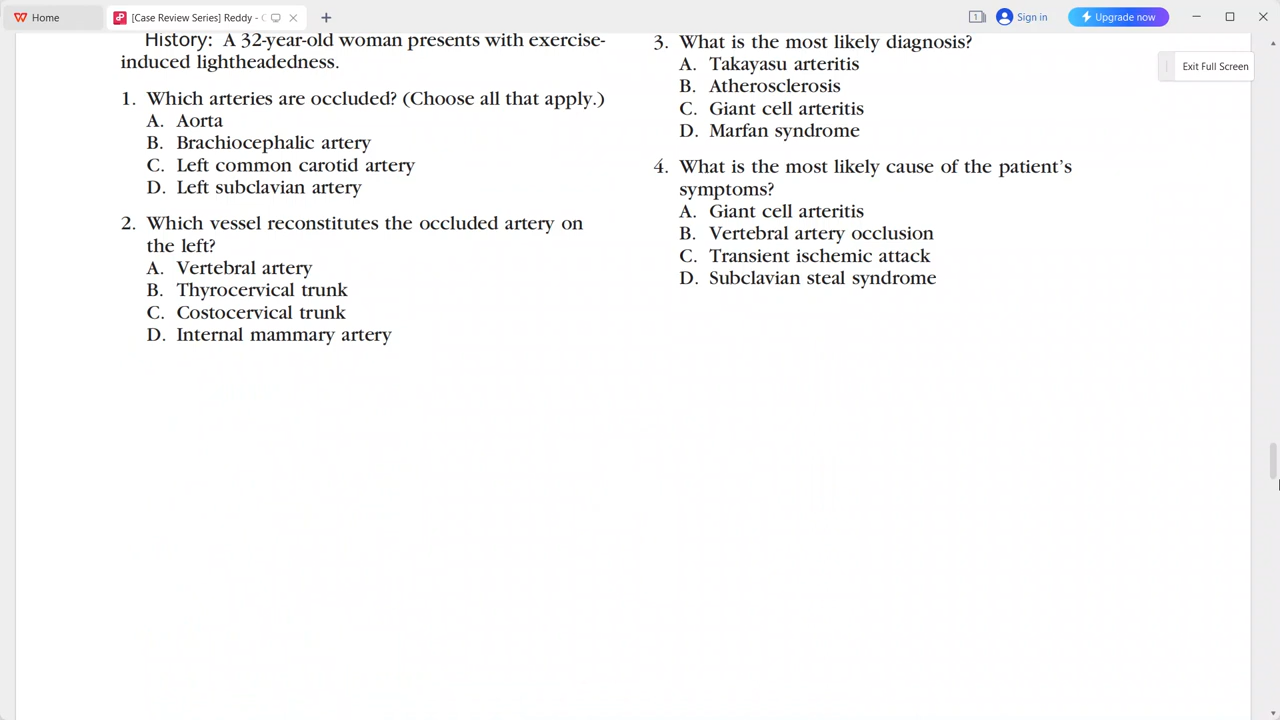 Home
[Case Review Series] Reddy - C
1
Sign in
Upgrade now
Exit Full Screen
History: A 32-year-old woman presents with exercise-
induced lightheadedness.
1. Which arteries are occluded? (Choose all that apply.)
A. Aorta
B. Brachiocephalic artery
C. Left common carotid artery
D. Left subclavian artery
2. Which vessel reconstitutes the occluded artery on
the left?
A. Vertebral artery
B. Thyrocervical trunk
C. Costocervical trunk
D. Internal mammary artery
3. What is the most likely diagnosis?
A. Takayasu arteritis
B. Atherosclerosis
C. Giant cell arteritis
D. Marfan syndrome
4. What is the most likely cause of the patient's
symptoms?
A. Giant cell arteritis
B. Vertebral artery occlusion
C. Transient ischemic attack
D. Subclavian steal syndrome